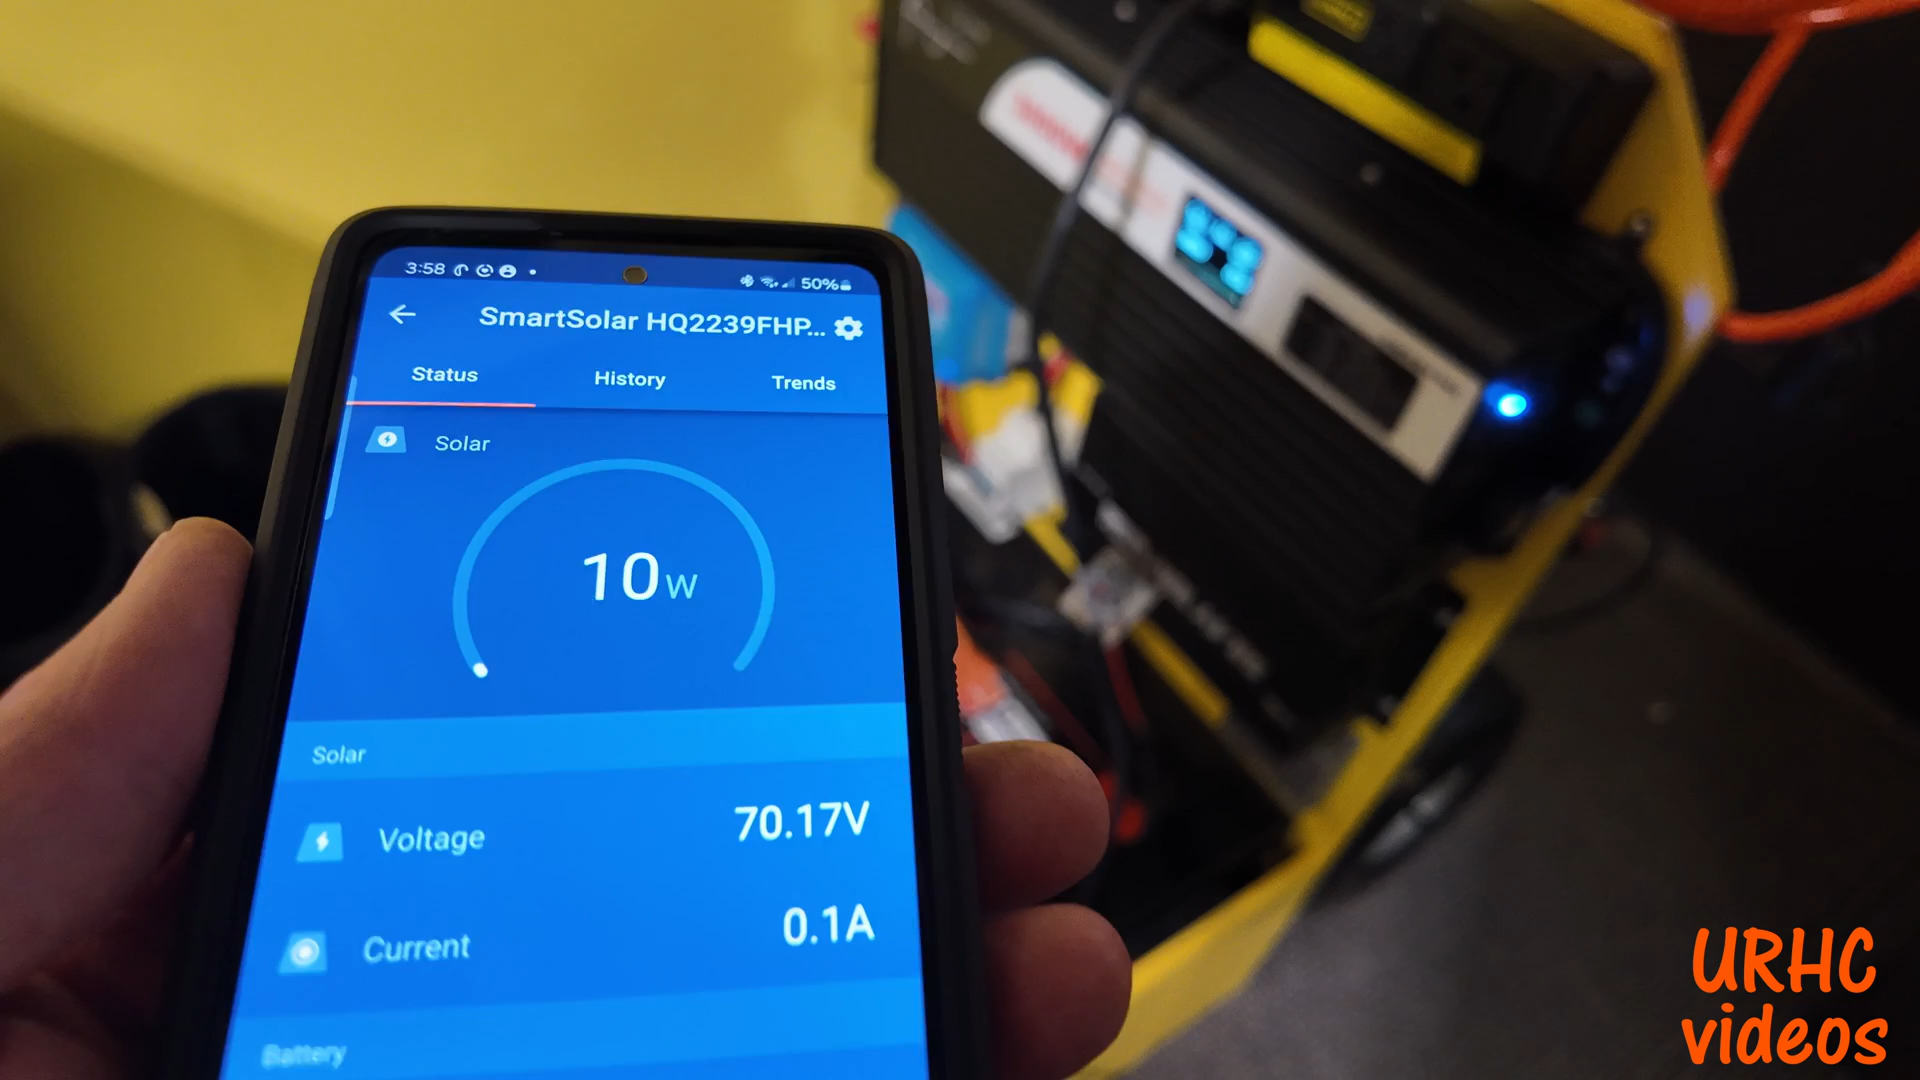 3:58
50%
SmartSolar HQ2239FHP...
Status
History
Trends
Solar
10W
Solar
Voltage
70.17V
Current
0.1A
Battery
URHC
videos